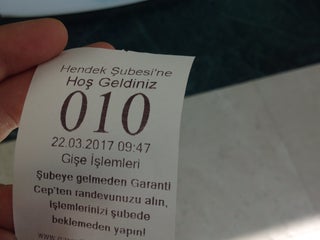 Hendek Şubesi'ne
Hoş Geldiniz
010
22.03.2017 09:47
Gişe İşlemleri
Şubeye gelmeden Garanti
Cep'ten randevunuzu alın,
işlemlerinizi şubede
beklemeden yapın!